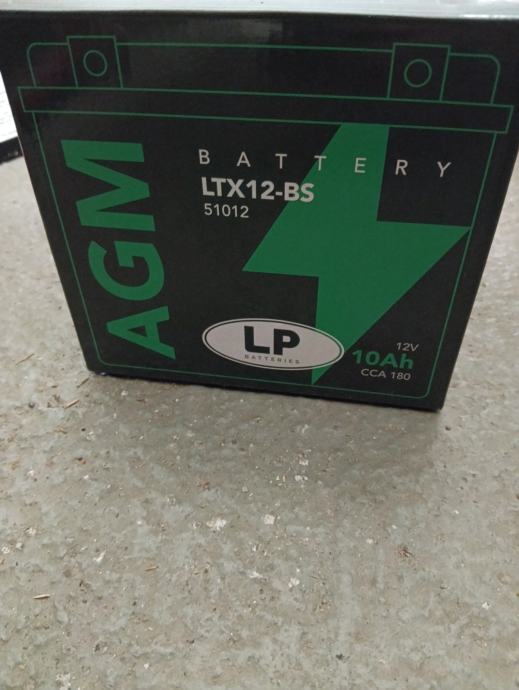 AGM
BATTERY
LTX12-BS
51012
LP
BATTERIES
12V
10Ah
CCA 180